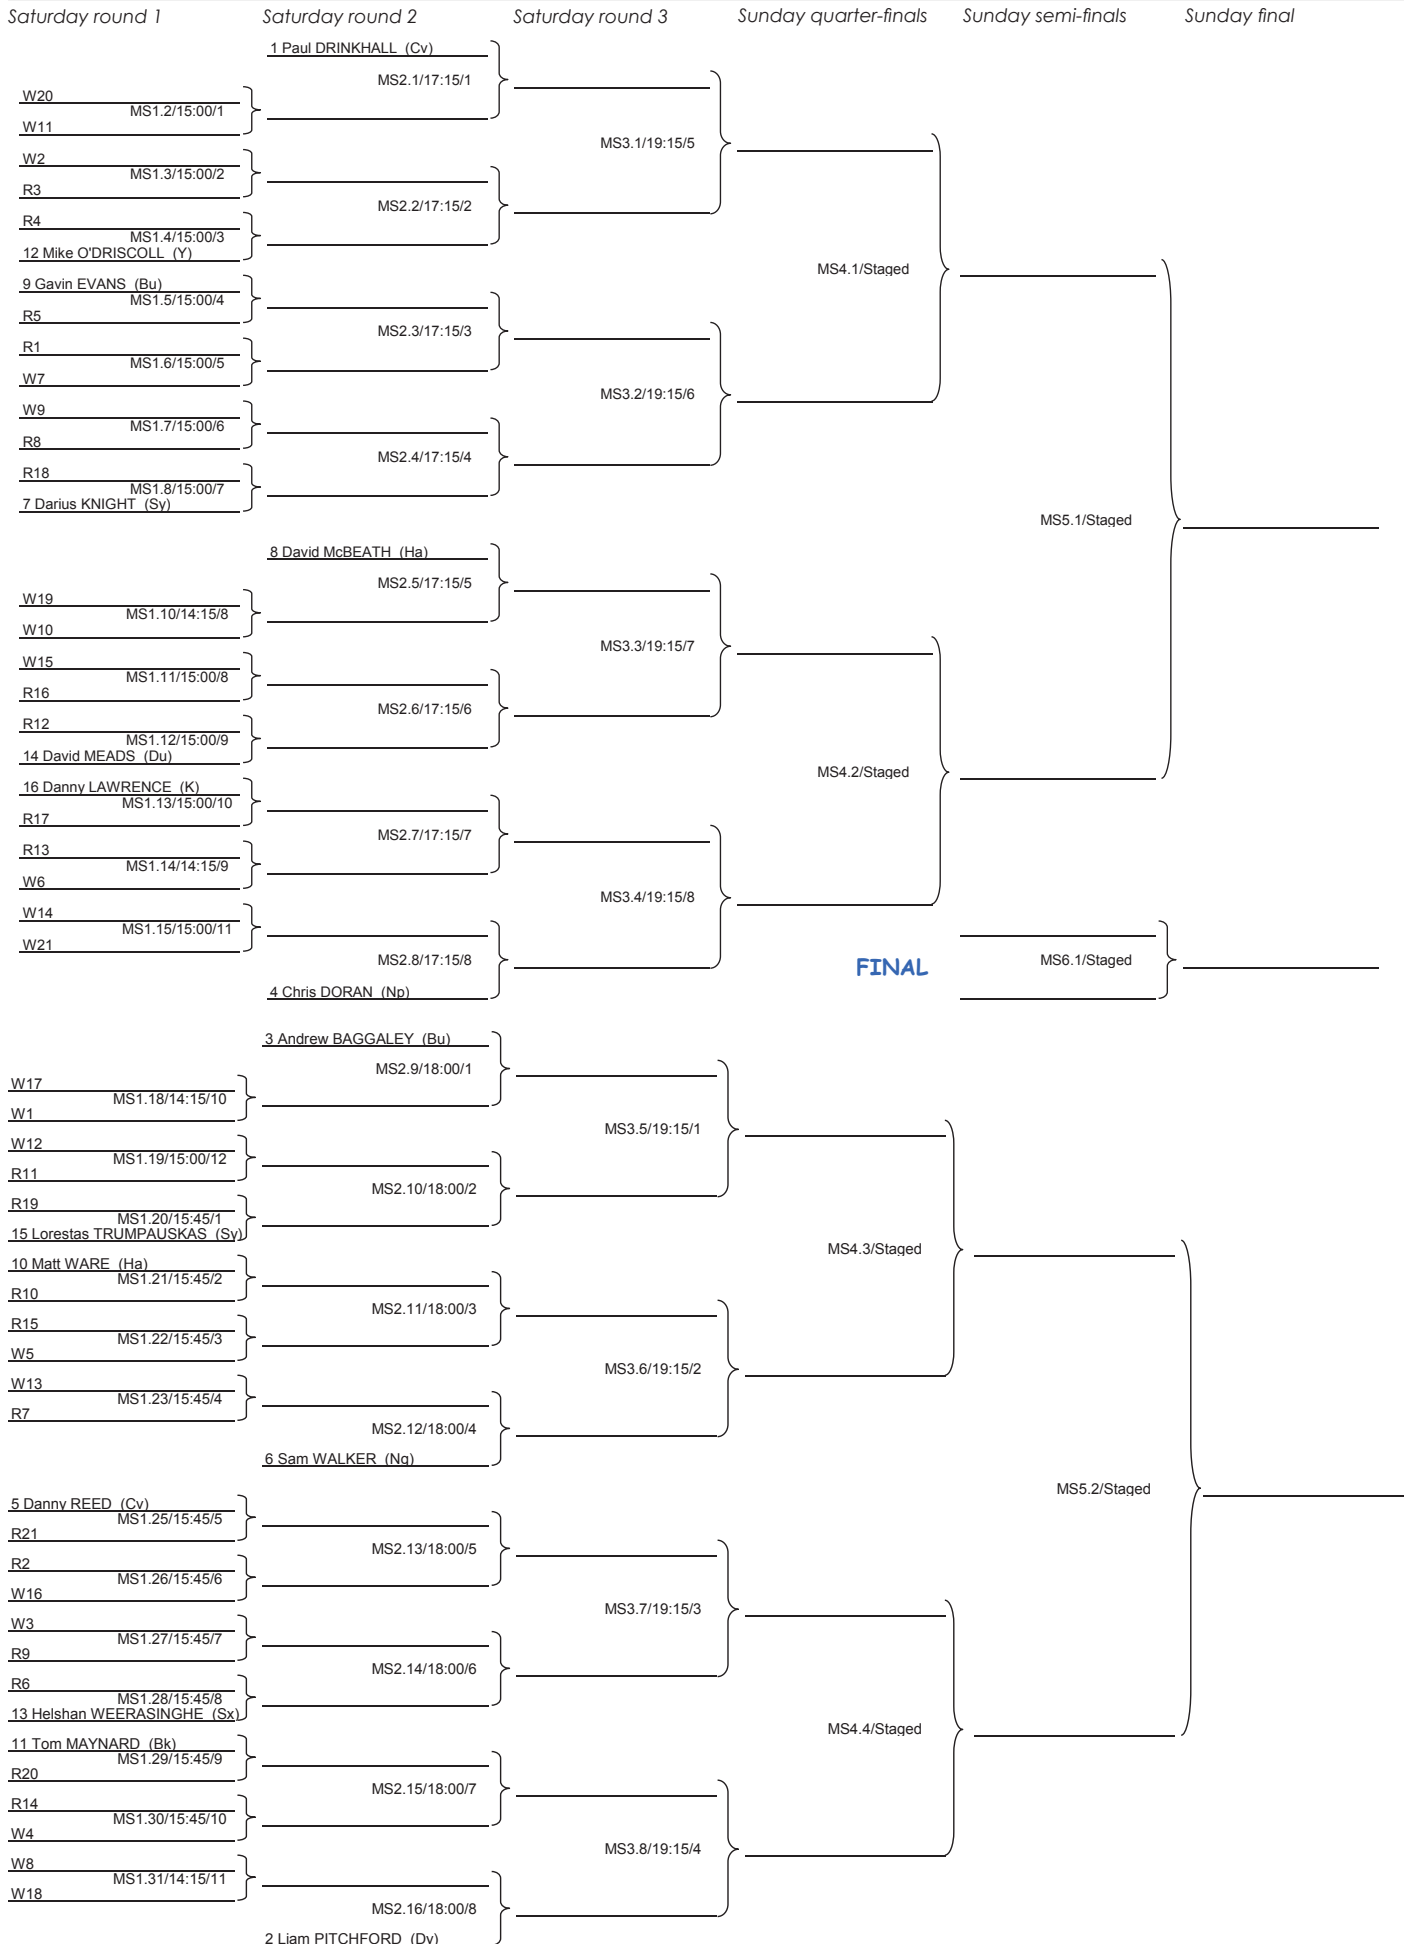 Saturday round 1
Saturday round 2
Saturday round 3
Sunday quarter-finals
Sunday semi-finals
Sunday final
1 Paul DRINKHALL (Cv)
MS2.1/17:15/1
W20
MS1.2/15:00/1
W11
MS3.1/19:15/5
W2
MS1.3/15:00/2
R3
MS2.2/17:15/2
R4
MS1.4/15:00/3
12 Mike O'DRISCOLL (Y)
MS4.1/Staged
9 Gavin EVANS (Bu)
MS1.5/15:00/4
R5
MS2.3/17:15/3
R1
MS1.6/15:00/5
W7
MS3.2/19:15/6
W9
MS1.7/15:00/6
R8
MS2.4/17:15/4
R18
MS1.8/15:00/7
7 Darius KNIGHT (Sy)
MS5.1/Staged
8 David McBEATH (Ha)
MS2.5/17:15/5
W19
MS1.10/14:15/8
W10
MS3.3/19:15/7
W15
MS1.11/15:00/8
R16
MS2.6/17:15/6
R12
MS1.12/15:00/9
14 David MEADS (Du)
MS4.2/Staged
16 Danny LAWRENCE (K)
MS1.13/15:00/10
R17
MS2.7/17:15/7
R13
MS1.14/14:15/9
W6
MS3.4/19:15/8
W14
MS1.15/15:00/11
W21
MS2.8/17:15/8
FINAL
MS6.1/Staged
4 Chris DORAN (Np)
3 Andrew BAGGALEY (Bu)
MS2.9/18:00/1
W17
MS1.18/14:15/10
W1
MS3.5/19:15/1
W12
MS1.19/15:00/12
R11
MS2.10/18:00/2
R19
MS1.20/15:45/1
15 Lorestas TRUMPAUSKAS (Sy)
MS4.3/Staged
10 Matt WARE (Ha)
MS1.21/15:45/2
R10
MS2.11/18:00/3
R15
MS1.22/15:45/3
W5
MS3.6/19:15/2
W13
MS1.23/15:45/4
R7
MS2.12/18:00/4
6 Sam WALKER (Nq)
MS5.2/Staged
5 Danny REED (Cv)
MS1.25/15:45/5
R21
MS2.13/18:00/5
R2
MS1.26/15:45/6
W16
MS3.7/19:15/3
W3
MS1.27/15:45/7
R9
MS2.14/18:00/6
R6
MS1.28/15:45/8
13 Helshan WEERASINGHE (Sx)
MS4.4/Staged
11 Tom MAYNARD (Bk)
MS1.29/15:45/9
R20
MS2.15/18:00/7
R14
MS1.30/15:45/10
W4
MS3.8/19:15/4
W8
MS1.31/14:15/11
W18
MS2.16/18:00/8
2 Liam PITCHFORD (Dy)